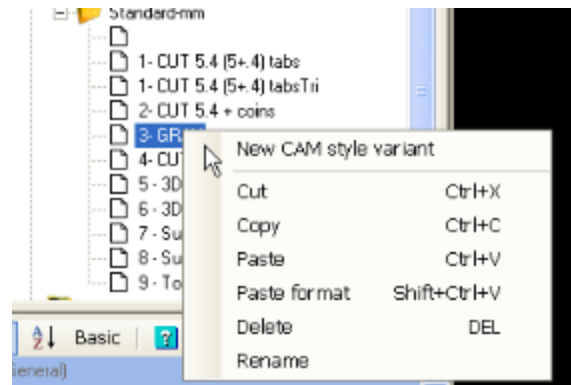 Standard-mm
1- CUT 5.4 (5+.4) tabs
1- CUT 5.4 (5+.4) tabsTri
2- CUT 5.4 + coins
3- GR
4- CU
5 - 3D
6 - 3D
7 - Su
8 - Su
9 - To
New CAM style variant
Cut Ctrl+X
Copy Ctrl+C
Paste Ctrl+V
Paste format Shift+Ctrl+V
Delete DEL
Rename
Basic
General)